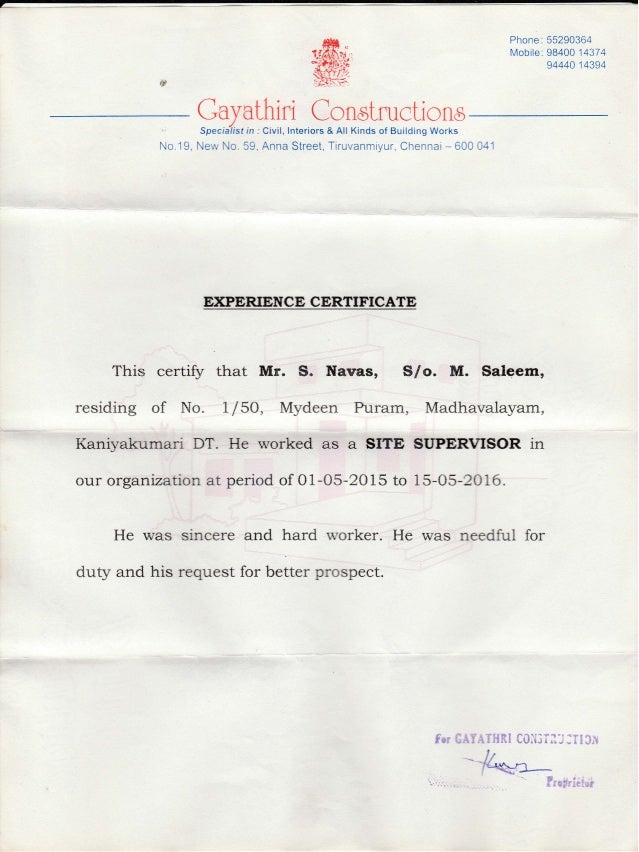 Phone: 55290364
Mobile: 98400 14374
94440 14394
Gayathiri Constructions
Specialist in : Civil, Interiors & All Kinds of Building Works
No.19, New No. 59, Anna Street, Tiruvanmiyur, Chennai – 600 041
EXPERIENCE CERTIFICATE
This certify that Mr. S. Navas, S/o. M. Saleem,
residing of No. 1/50, Mydeen Puram, Madhavalayam,
Kaniyakumari DT. He worked as a SITE SUPERVISOR in
our organization at period of 01-05-2015 to 15-05-2016.
He was sincere and hard worker. He was needful for
duty and his request for better prospect.
For GAYATHRI CONSTRUCTION
Proprietor